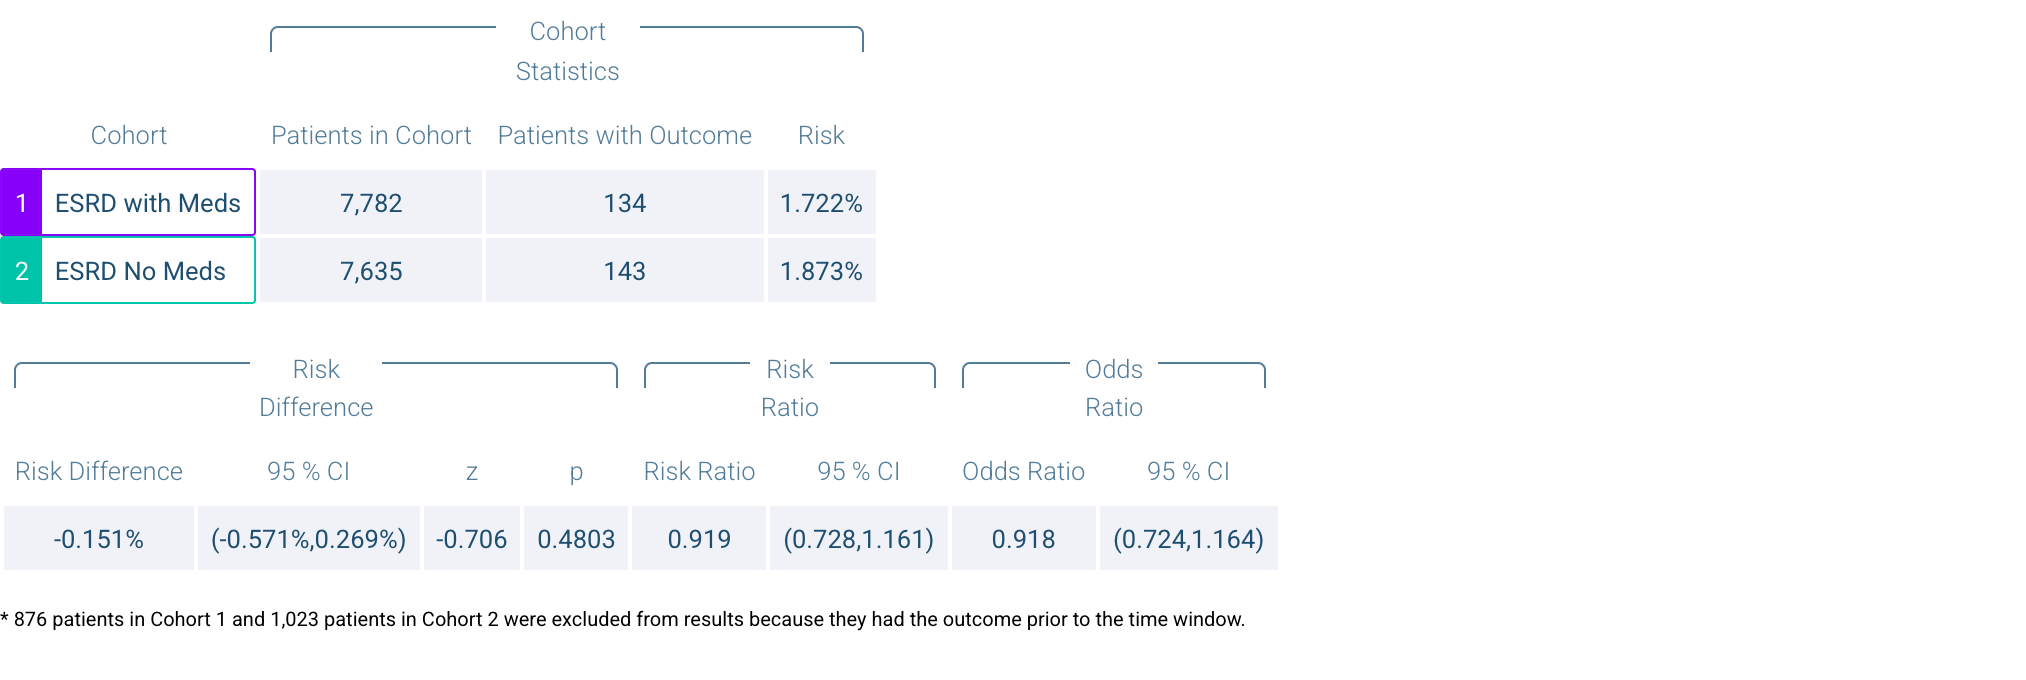 Cohort
Statistics
Cohort Patients in Cohort Patients with Outcome Risk
1 ESRD with Meds 7,782 134 1.722%
2 ESRD No Meds 7,635 143 1.873%
Risk Risk Odds
Difference Ratio Ratio
Risk Difference 95 % CI z p Risk Ratio 95 % CI Odds Ratio 95 % CI
-0.151% (-0.571%,0.269%) -0.706 0.4803 0.919 (0.728,1.161) 0.918 (0.724,1.164)
* 876 patients in Cohort 1 and 1,023 patients in Cohort 2 were excluded from results because they had the outcome prior to the time window.